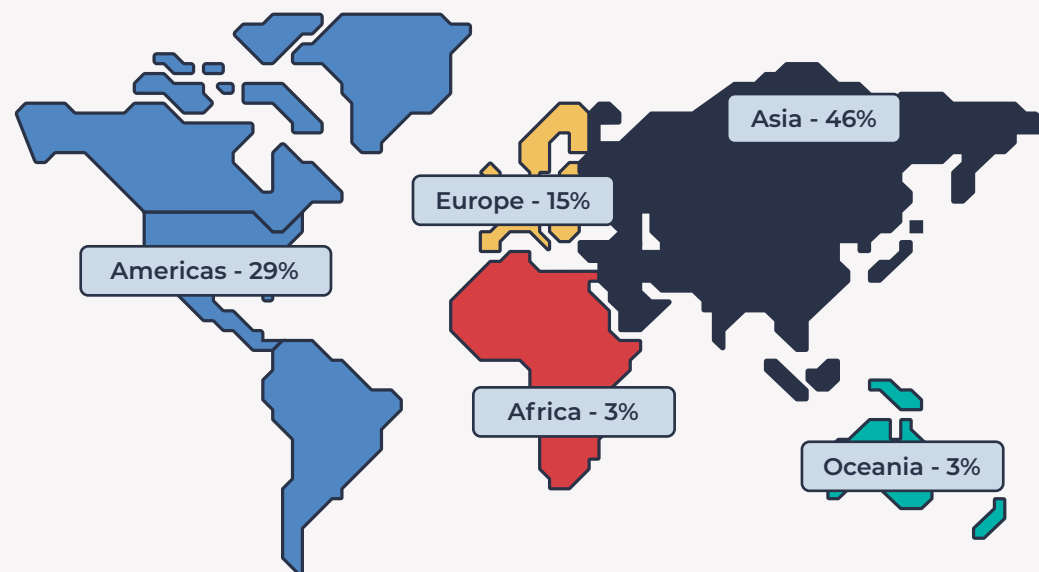 Asia - 46%
Europe - 15%
Americas - 29%
Africa - 3%
Oceania - 3%